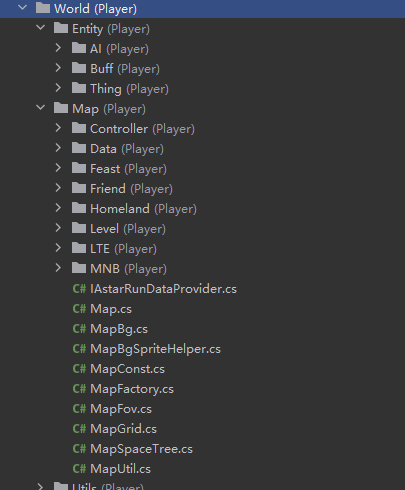 World (Player)
Entity (Player)
AI (Player)
Buff (Player)
Thing (Player)
Map (Player)
Controller (Player)
Data (Player)
Feast (Player)
Friend (Player)
Homeland (Player)
Level (Player)
LTE (Player)
MNB (Player)
C# IAstarRunDataProvider.cs
C# Map.cs
C# MapBg.cs
C# MapBgSpriteHelper.cs
C# MapConst.cs
C# MapFactory.cs
C# MapFov.cs
C# MapGrid.cs
C# MapSpaceTree.cs
C# MapUtil.cs
Utils (Player)